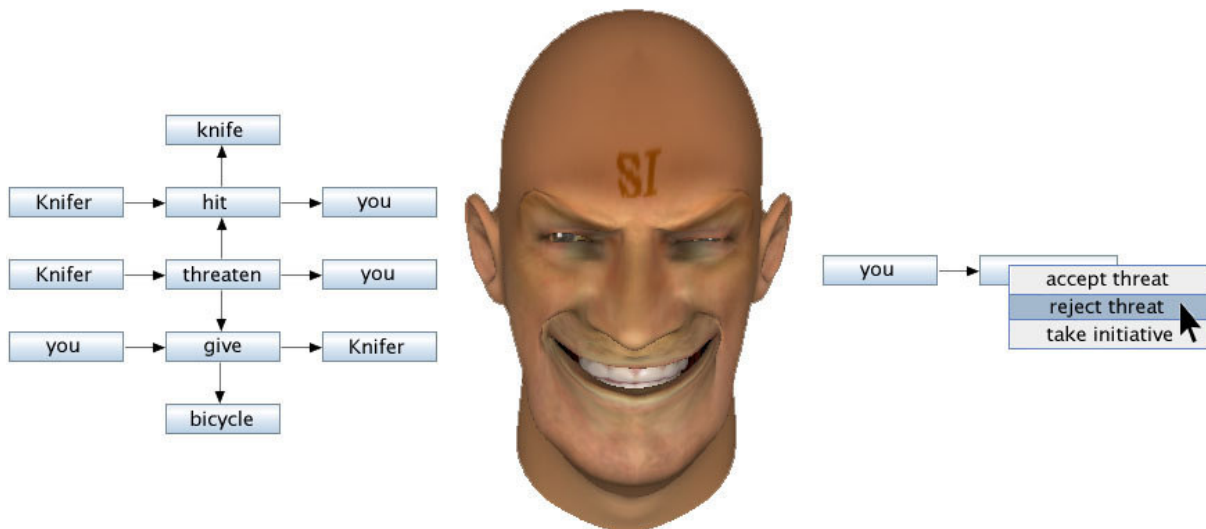 knife
Knifer hit you
Knifer threaten you
you give Knifer
bicycle
SI
you
accept threat
reject threat
take initiative